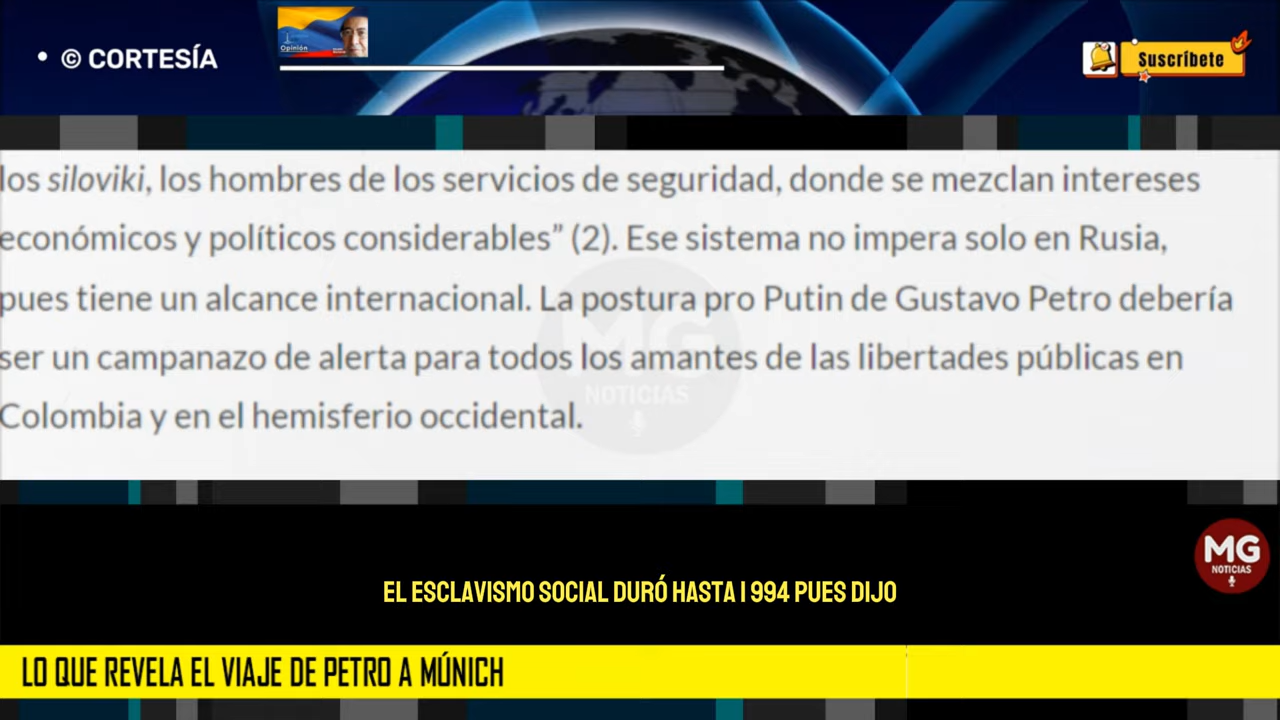 • © CORTESÍA
Opinión
Suscríbete
los siloviki, los hombres de los servicios de seguridad, donde se mezclan intereses
económicos y políticos considerables” (2). Ese sistema no impera solo en Rusia,
pues tiene un alcance internacional. La postura pro Putin de Gustavo Petro debería
ser un campanazo de alerta para todos los amantes de las libertades públicas en
Colombia y en el hemisferio occidental.
MG
NOTICIAS
MG
NOTICIAS
EL ESCLAVISMO SOCIAL DURÓ HASTA 1 994 PUES DIJO
LO QUE REVELA EL VIAJE DE PETRO A MÚNICH